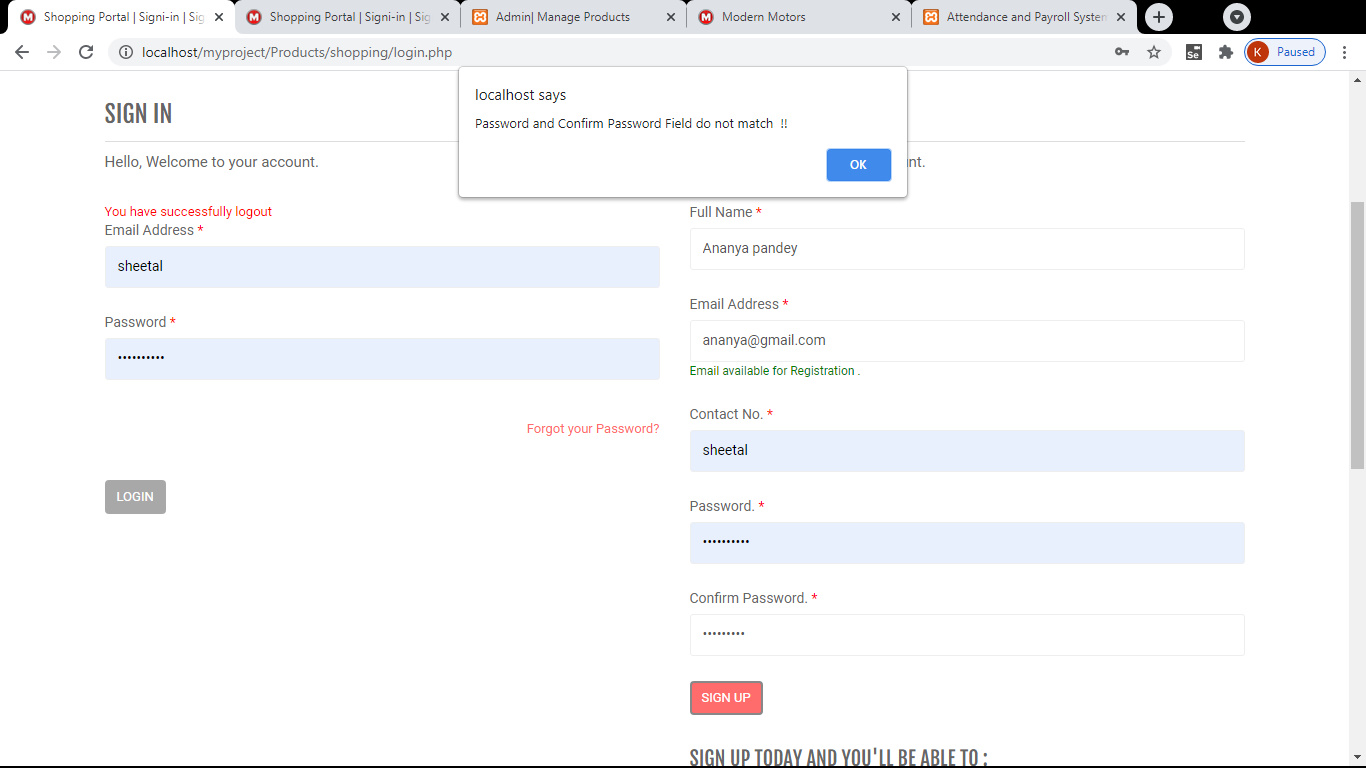 Shopping Portal | Signi-in | Sig
Shopping Portal | Signi-in | Sig
Admin| Manage Products
Modern Motors
Attendance and Payroll System
localhost/myproject/Products/shopping/login.php
Se
K Paused
localhost says
Password and Confirm Password Field do not match !!
OK
SIGN IN
Hello, Welcome to your account.
nt.
You have successfully logout
Email Address *
sheetal
Password *
••••••••••
Forgot your Password?
LOGIN
Full Name *
Ananya pandey
Email Address *
ananya@gmail.com
Email available for Registration .
Contact No. *
sheetal
Password. *
••••••••••
Confirm Password. *
•••••••••
SIGN UP
SIGN UP TODAY AND YOU'LL BE ABLE TO :